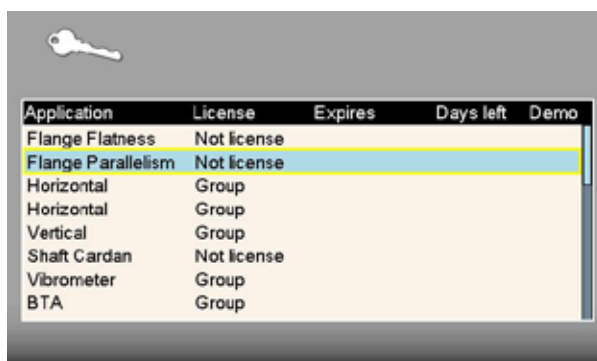 Application License Expires Days left Demo
Flange Flatness Not license
Flange Parallelism Not license
Horizontal Group
Horizontal Group
Vertical Group
Shaft Cardan Not license
Vibrometer Group
BTA Group